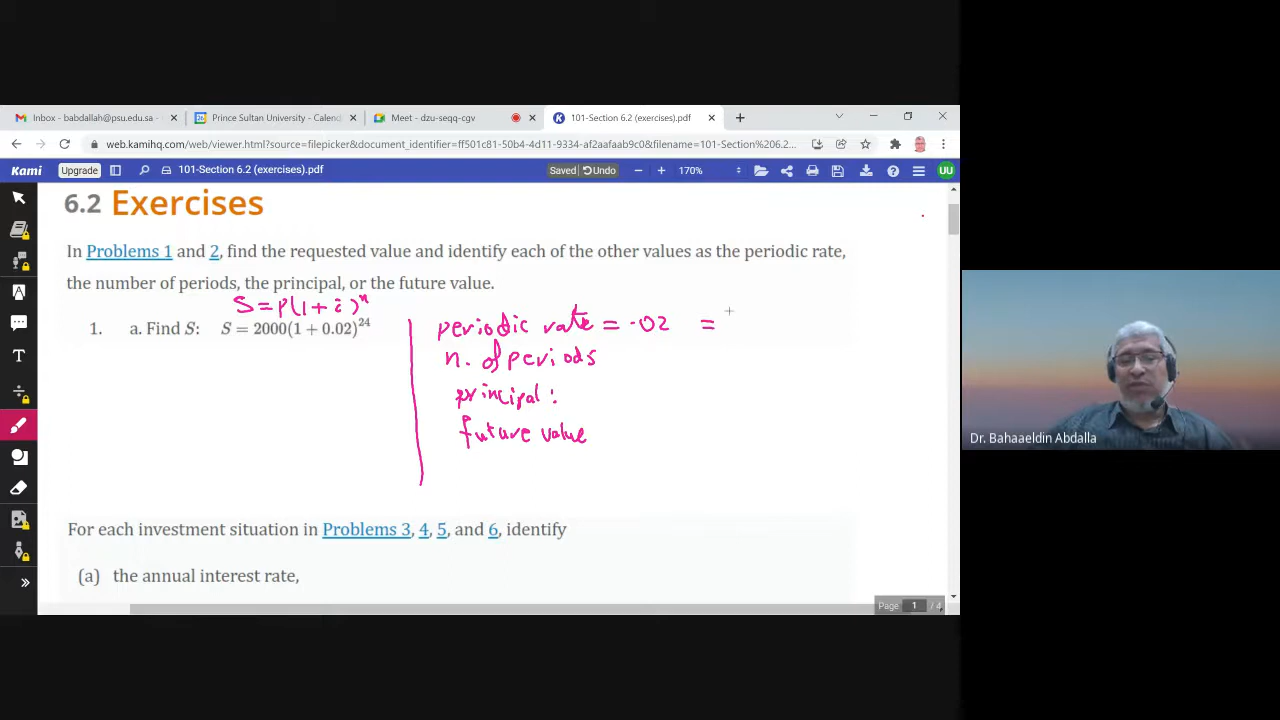 Inbox - babdallah@psu.edu.sa -
Prince Sultan University - Calend
Meet - dzu-seqq-cgv
101-Section 6.2 (exercises).pdf
web.kamihq.com/web/viewer.html?source=filepicker&document_identifier=ff501c81-50b4-4d11-9334-af2aafaab9c0&filename=101-Section%206.2...
Kami
Upgrade
101-Section 6.2 (exercises).pdf
Saved Undo
170%
UU
6.2 Exercises
In Problems 1 and 2, find the requested value and identify each of the other values as the periodic rate,
the number of periods, the principal, or the future value.
S = P(1 + i)^n
1. a. Find S: S = 2000(1 + 0.02)^24
periodic rate = .02 =
n. of periods
principal :
future value
For each investment situation in Problems 3, 4, 5, and 6, identify
(a) the annual interest rate,
Page 1 / 4
Dr. Bahaaeldin Abdalla